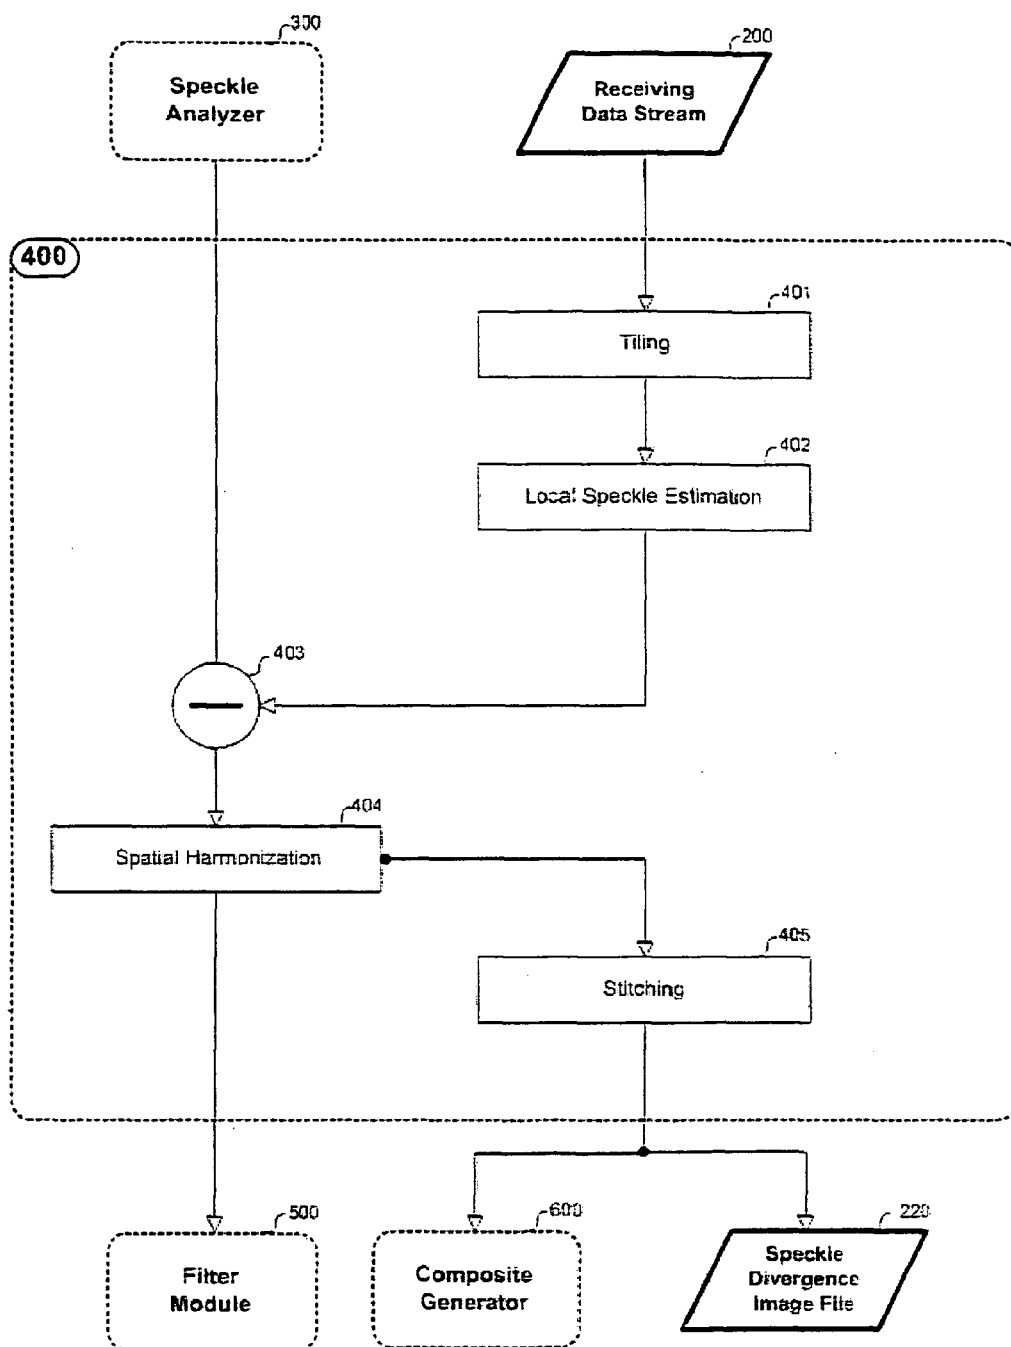 300
Speckle
Analyzer
200
Receiving
Data Stream
400
401
Tiling
402
Local Speckle Estimation
403
404
Spatial Harmonization
405
Stitching
500
Filter
Module
600
Composite
Generator
220
Speckle
Divergence
Image File